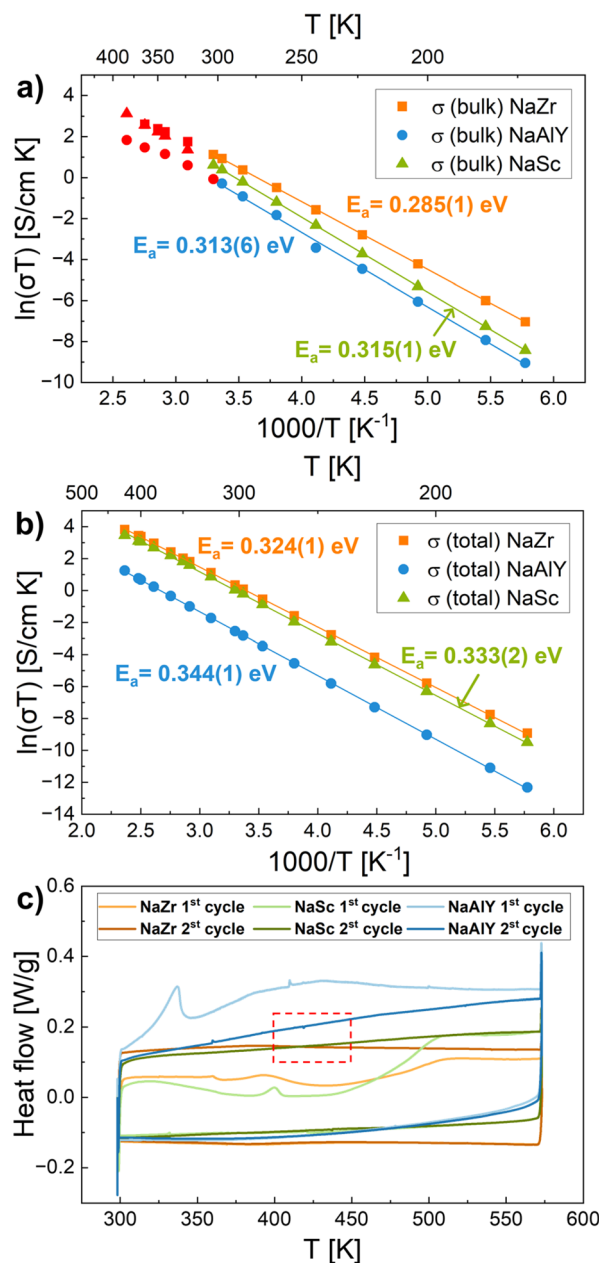 T [K]
390 360 330 300 270 250 200
a)
4
2
0
−2
−4
−6
−8
−10
ln(σT) [S/cm K]
σ (bulk) NaZr
σ (bulk) NaAlY
σ (bulk) NaSc
Eₐ= 0.285(1) eV
Eₐ= 0.313(6) eV
Eₐ= 0.315(1) eV
2.5 3.0 3.5 4.0 4.5 5.0 5.5 6.0
1000/T [K⁻¹]
T [K]
500 400 300 200
b)
4
2
0
−2
−4
−6
−8
−10
−12
−14
ln(σT) [S/cm K]
σ (total) NaZr
σ (total) NaAlY
σ (total) NaSc
Eₐ= 0.324(1) eV
Eₐ= 0.333(2) eV
Eₐ= 0.344(1) eV
2.0 2.5 3.0 3.5 4.0 4.5 5.0 5.5 6.0
1000/T [K⁻¹]
c)
0.6
0.4
0.2
0.0
−0.2
Heat flow [W/g]
NaZr 1ˢᵗ cycle NaSc 1ˢᵗ cycle NaAlY 1ˢᵗ cycle
NaZr 2ˢᵗ cycle NaSc 2ˢᵗ cycle NaAlY 2ˢᵗ cycle
300 350 400 450 500 550 600
T [K]